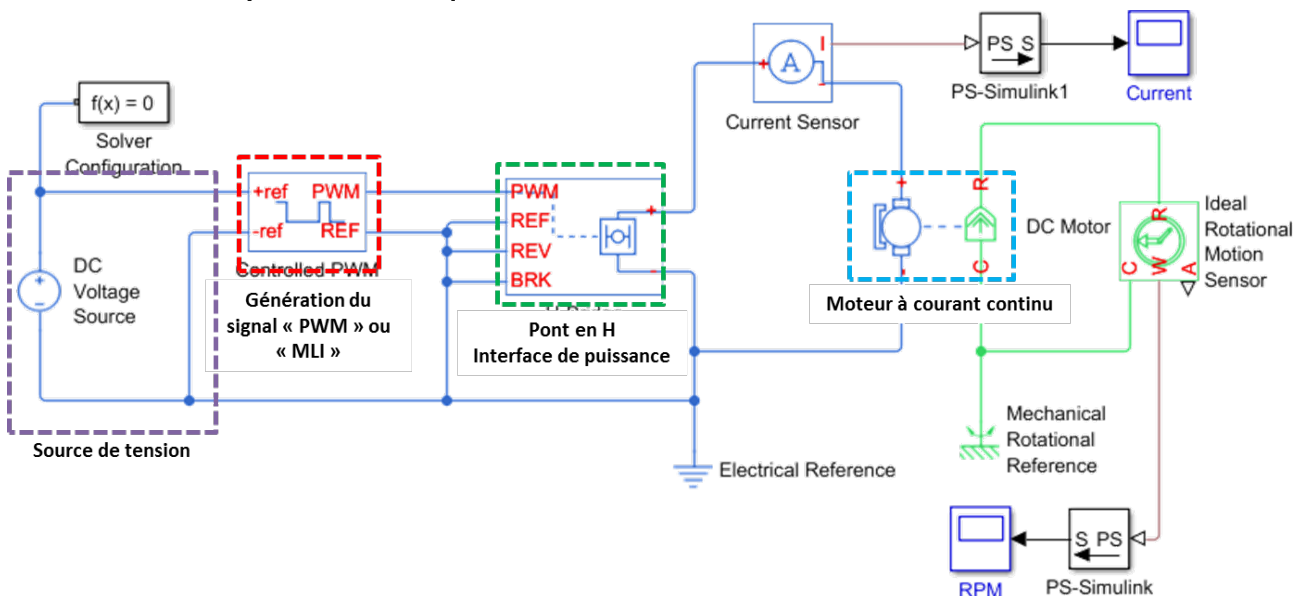 f(x) = 0
Solver
Configuration
DC
Voltage
Source
Source de tension
+ref PWM
-ref REF
Controlled PWM
Génération du
signal « PWM » ou
« MLI »
PWM
REF
REV
BRK
+
-
Pont en H
Interface de puissance
+
A
I
-
Current Sensor
PS S
PS-Simulink1
Current
+
R
-
C
DC Motor
Moteur à courant continu
R
C
W
A
Ideal
Rotational
Motion
Sensor
Mechanical
Rotational
Reference
Electrical Reference
RPM
S PS
PS-Simulink